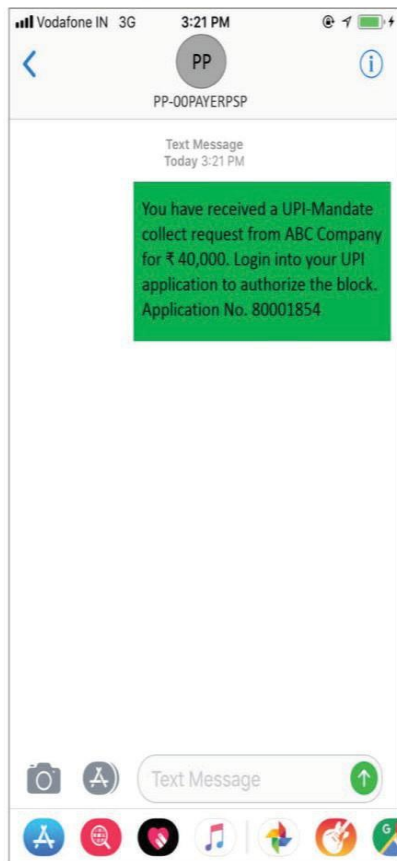 Vodafone IN 3G 3:21 PM
PP
PP-00PAYERPSP
Text Message
Today 3:21 PM
You have received a UPI-Mandate
collect request from ABC Company
for ₹ 40,000. Login into your UPI
application to authorize the block.
Application No. 80001854
Text Message
G